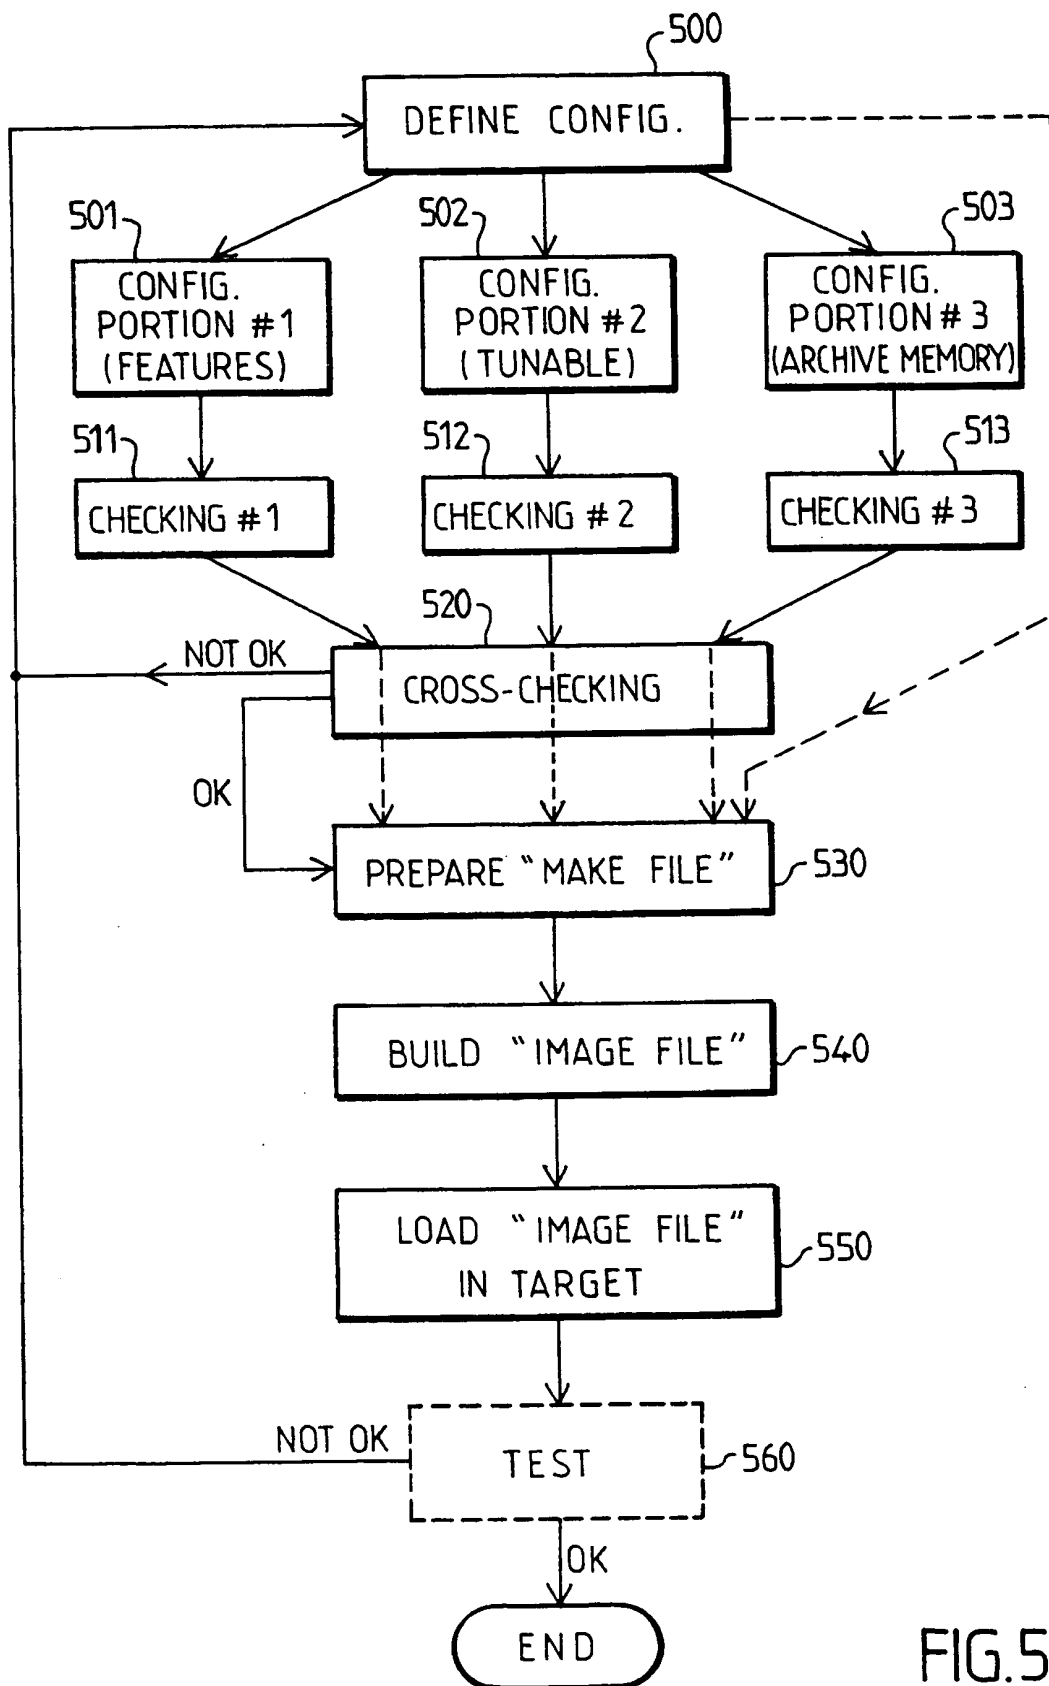 500
DEFINE CONFIG.
501
502
503
CONFIG.
PORTION #1
(FEATURES)
CONFIG.
PORTION #2
(TUNABLE)
CONFIG.
PORTION #3
(ARCHIVE MEMORY)
511
512
513
CHECKING #1
CHECKING #2
CHECKING #3
520
NOT OK
CROSS-CHECKING
OK
PREPARE "MAKE FILE"
530
BUILD "IMAGE FILE"
540
LOAD "IMAGE FILE"
IN TARGET
550
NOT OK
TEST
560
OK
END
FIG.5